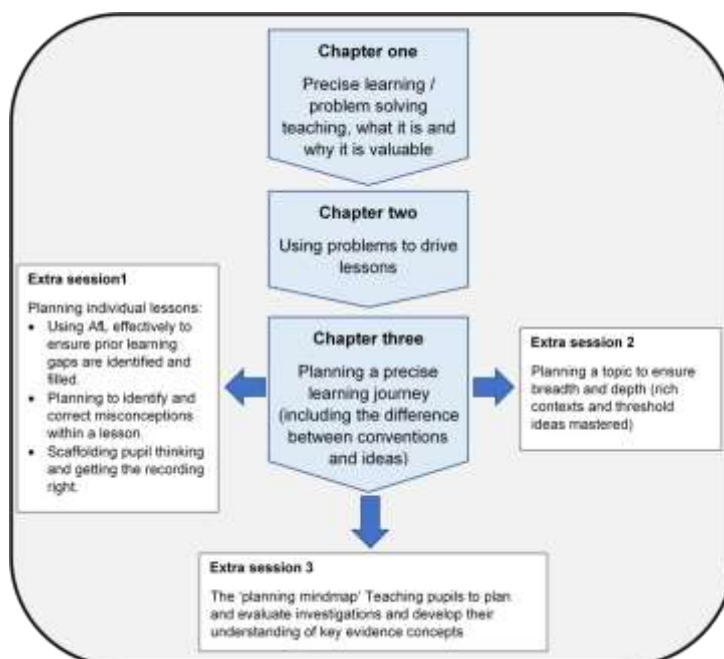 Chapter one
Precise learning /
problem solving
teaching, what it is and
why it is valuable
Chapter two
Using problems to drive
lessons
Extra session1
Planning individual lessons:
• Using AfL effectively to
ensure prior learning
gaps are identified and
filled.
• Planning to identify and
correct misconceptions
within a lesson.
• Scaffolding pupil thinking
and getting the recording
right.
Chapter three
Planning a precise
learning journey
(including the difference
between conventions
and ideas)
Extra session 2
Planning a topic to ensure
breadth and depth (rich
contexts and threshold
ideas mastered)
Extra session 3
The 'planning mindmap' Teaching pupils to plan
and evaluate investigations and develop their
understanding of key evidence concepts